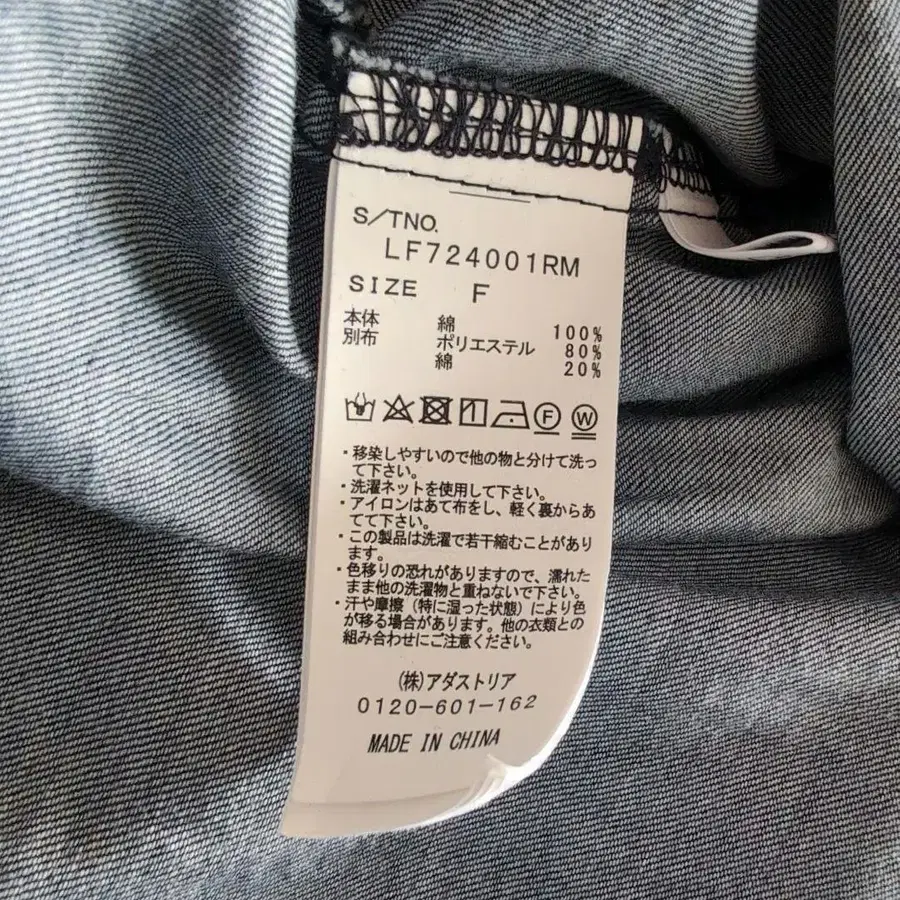 S/TNO.
LF724001RM
SIZE F
本体 綿 100%
別布 ポリエステル 80%
綿 20%
F W
・移染しやすいので他の物と分けて洗っ
て下さい。
・洗濯ネットを使用して下さい。
・アイロンはあて布をし、軽く裏からあ
てて下さい。
・この製品は洗濯で若干縮むことがあり
ます。
・色移りの恐れがありますので、濡れた
まま他の洗濯物と重ねないで下さい。
・汗や摩擦（特に湿った状態）により色
が移る場合があります。他の衣類との
組み合わせにご注意ください。
(株)アダストリア
0120-601-162
MADE IN CHINA